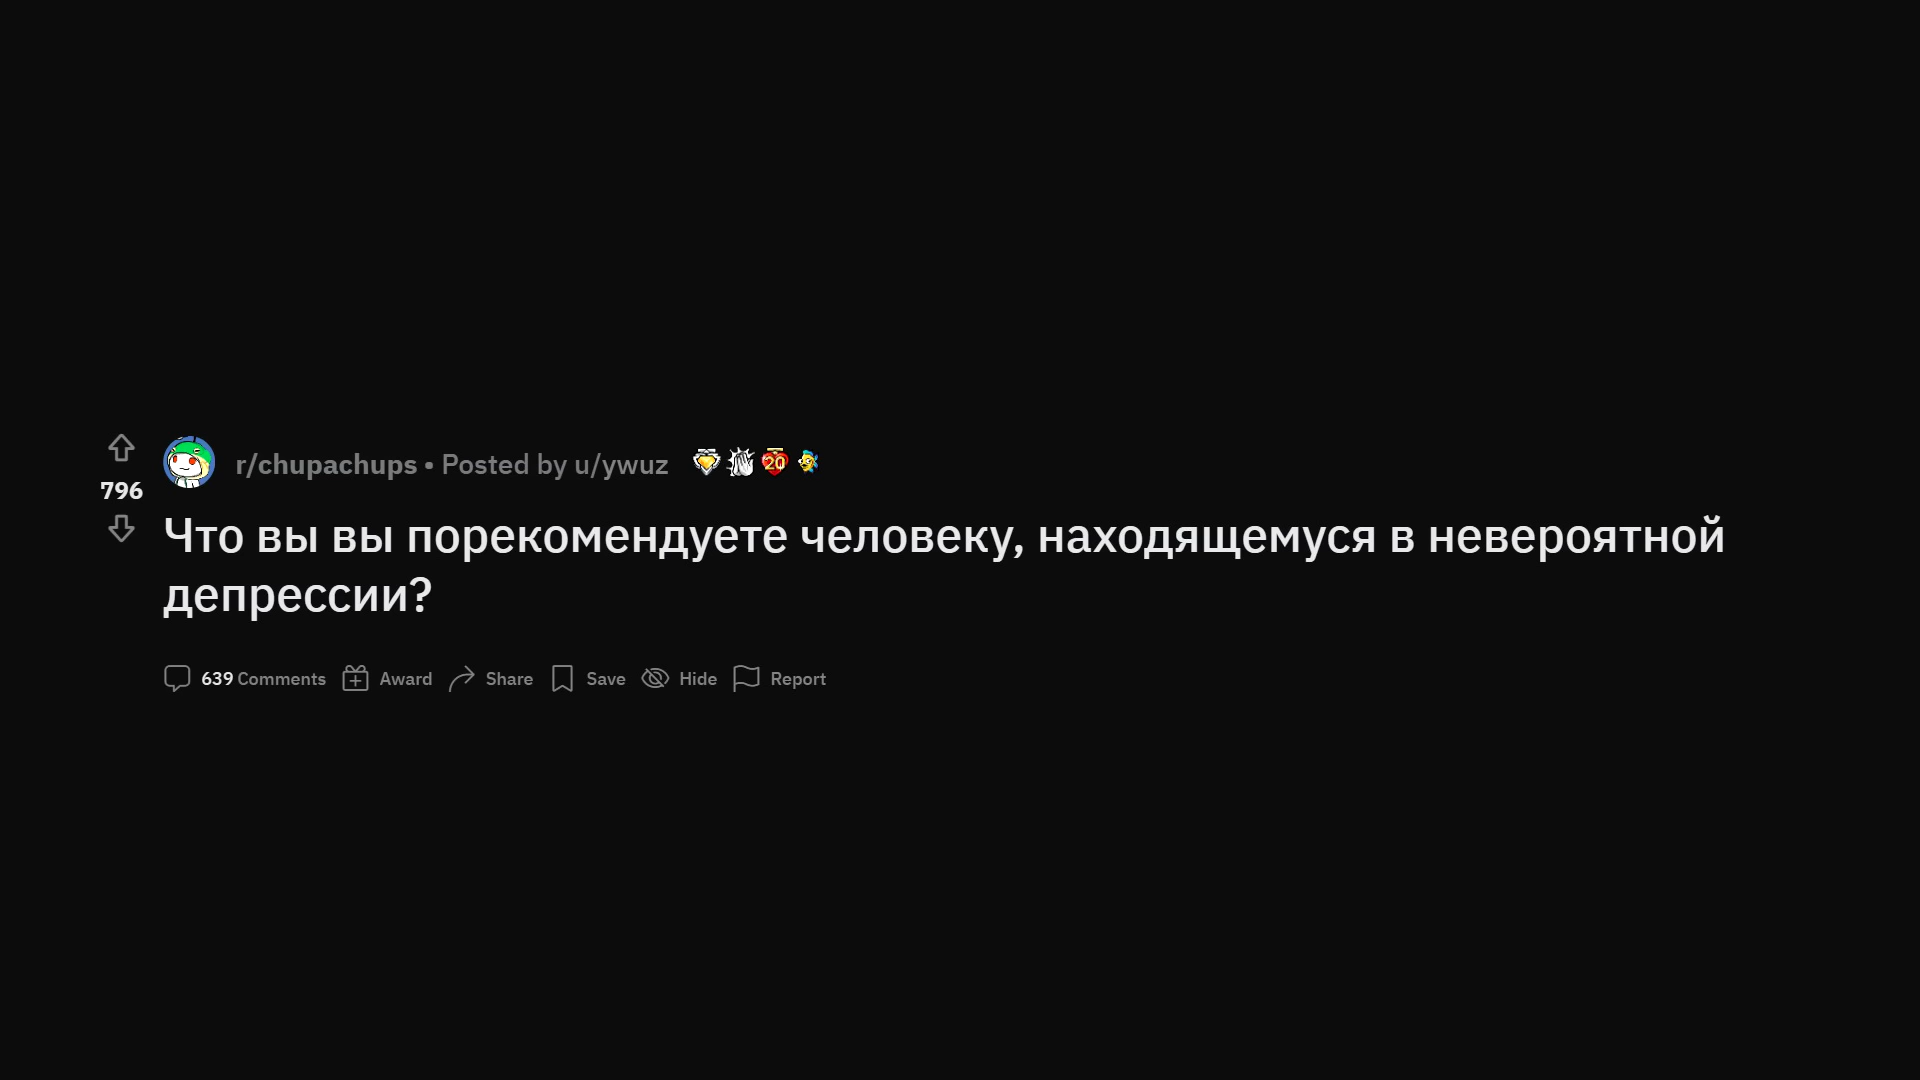 r/chupachups • Posted by u/ywuz
20
796
Что вы вы порекомендуете человеку, находящемуся в невероятной
депрессии?
639 Comments Award Share Save Hide Report